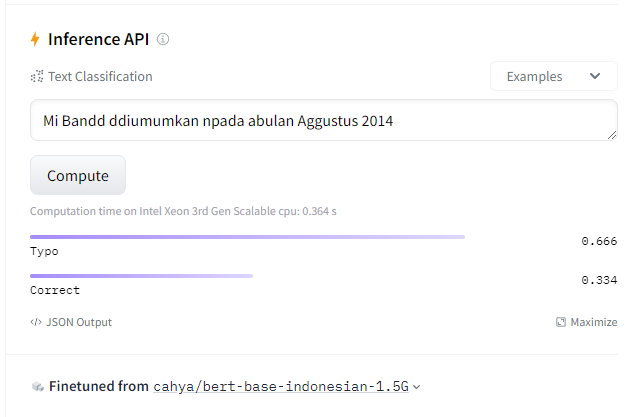 Inference API
Text Classification
Examples
Mi Bandd ddiumumkan npada abulan Aggustus 2014
Compute
Computation time on Intel Xeon 3rd Gen Scalable cpu: 0.364 s
Typo 0.666
Correct 0.334
</> JSON Output
Maximize
Finetuned from cahya/bert-base-indonesian-1.5G